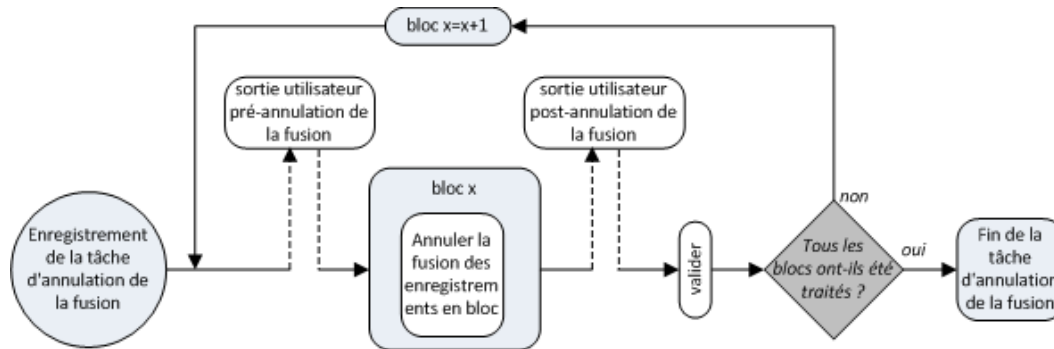 bloc x=x+1
sortie utilisateur
pré-annulation de
la fusion
sortie utilisateur
post-annulation de
la fusion
Enregistrement
de la tâche
d'annulation de
la fusion
bloc x
Annuler la
fusion des
enregistrem
ents en bloc
valider
non
Tous les
blocs ont-ils été
traités ?
oui
Fin de la
tâche
d'annulation
de la fusion